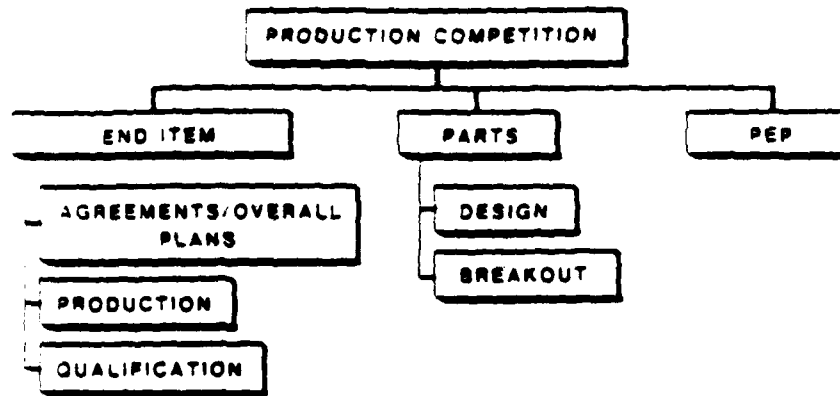 PRODUCTION COMPETITION
END ITEM
PARTS
PEP
AGREEMENTS/OVERALL
PLANS
DESIGN
BREAKOUT
PRODUCTION
QUALIFICATION